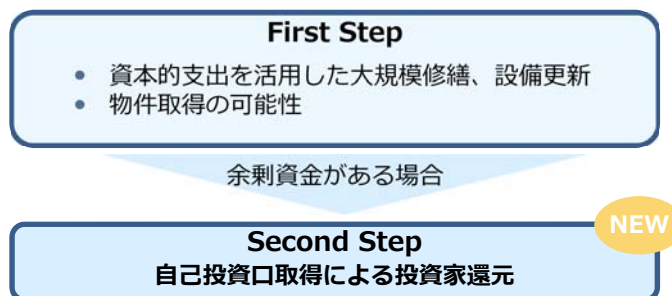 First Step
• 資本的支出を活用した大規模修繕、設備更新
• 物件取得の可能性
余剰資金がある場合
NEW
Second Step
自己投資口取得による投資家還元